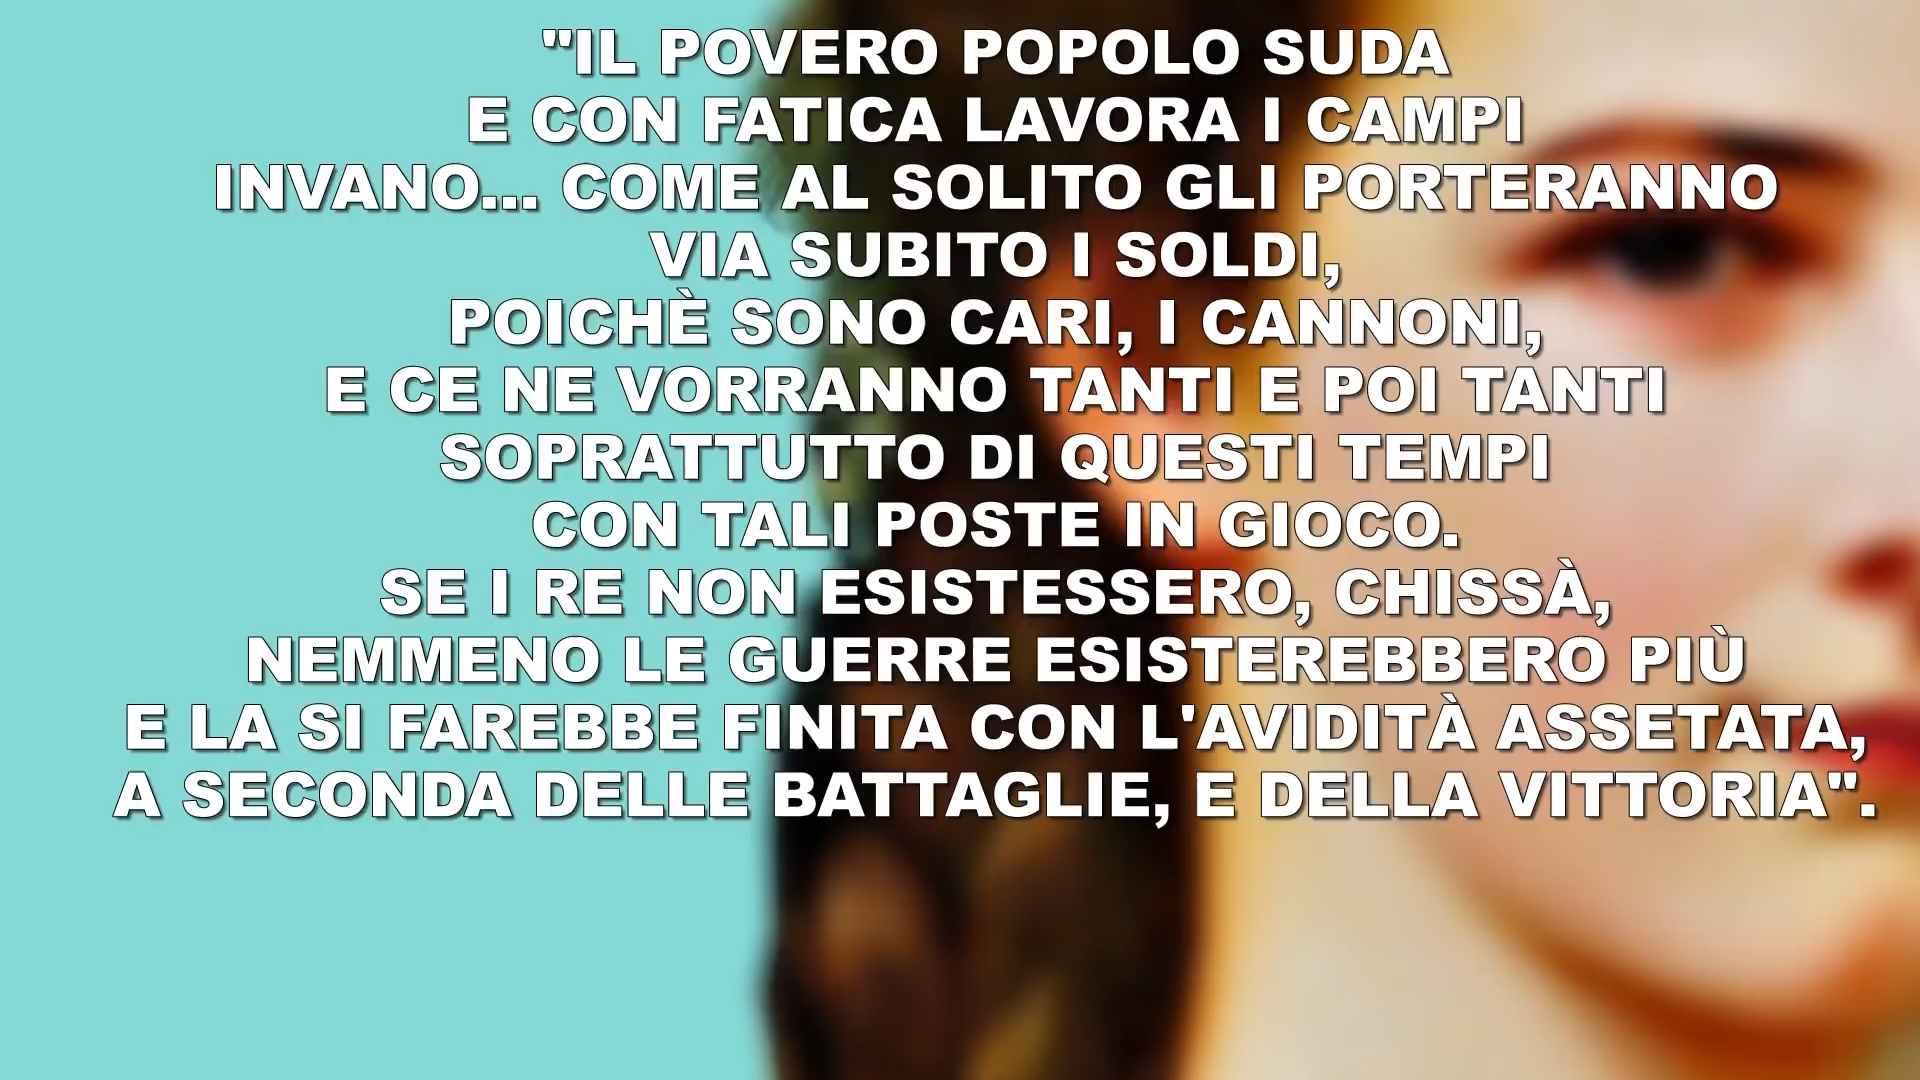 "IL POVERO POPOLO SUDA
E CON FATICA LAVORA I CAMPI
INVANO... COME AL SOLITO GLI PORTERANNO
VIA SUBITO I SOLDI,
POICHÈ SONO CARI, I CANNONI,
E CE NE VORRANNO TANTI E POI TANTI
SOPRATTUTTO DI QUESTI TEMPI
CON TALI POSTE IN GIOCO.
SE I RE NON ESISTESSERO, CHISSÀ,
NEMMENO LE GUERRE ESISTEREBBERO PIÙ
E LA SI FAREBBE FINITA CON L'AVIDITÀ ASSETATA,
A SECONDA DELLE BATTAGLIE, E DELLA VITTORIA".